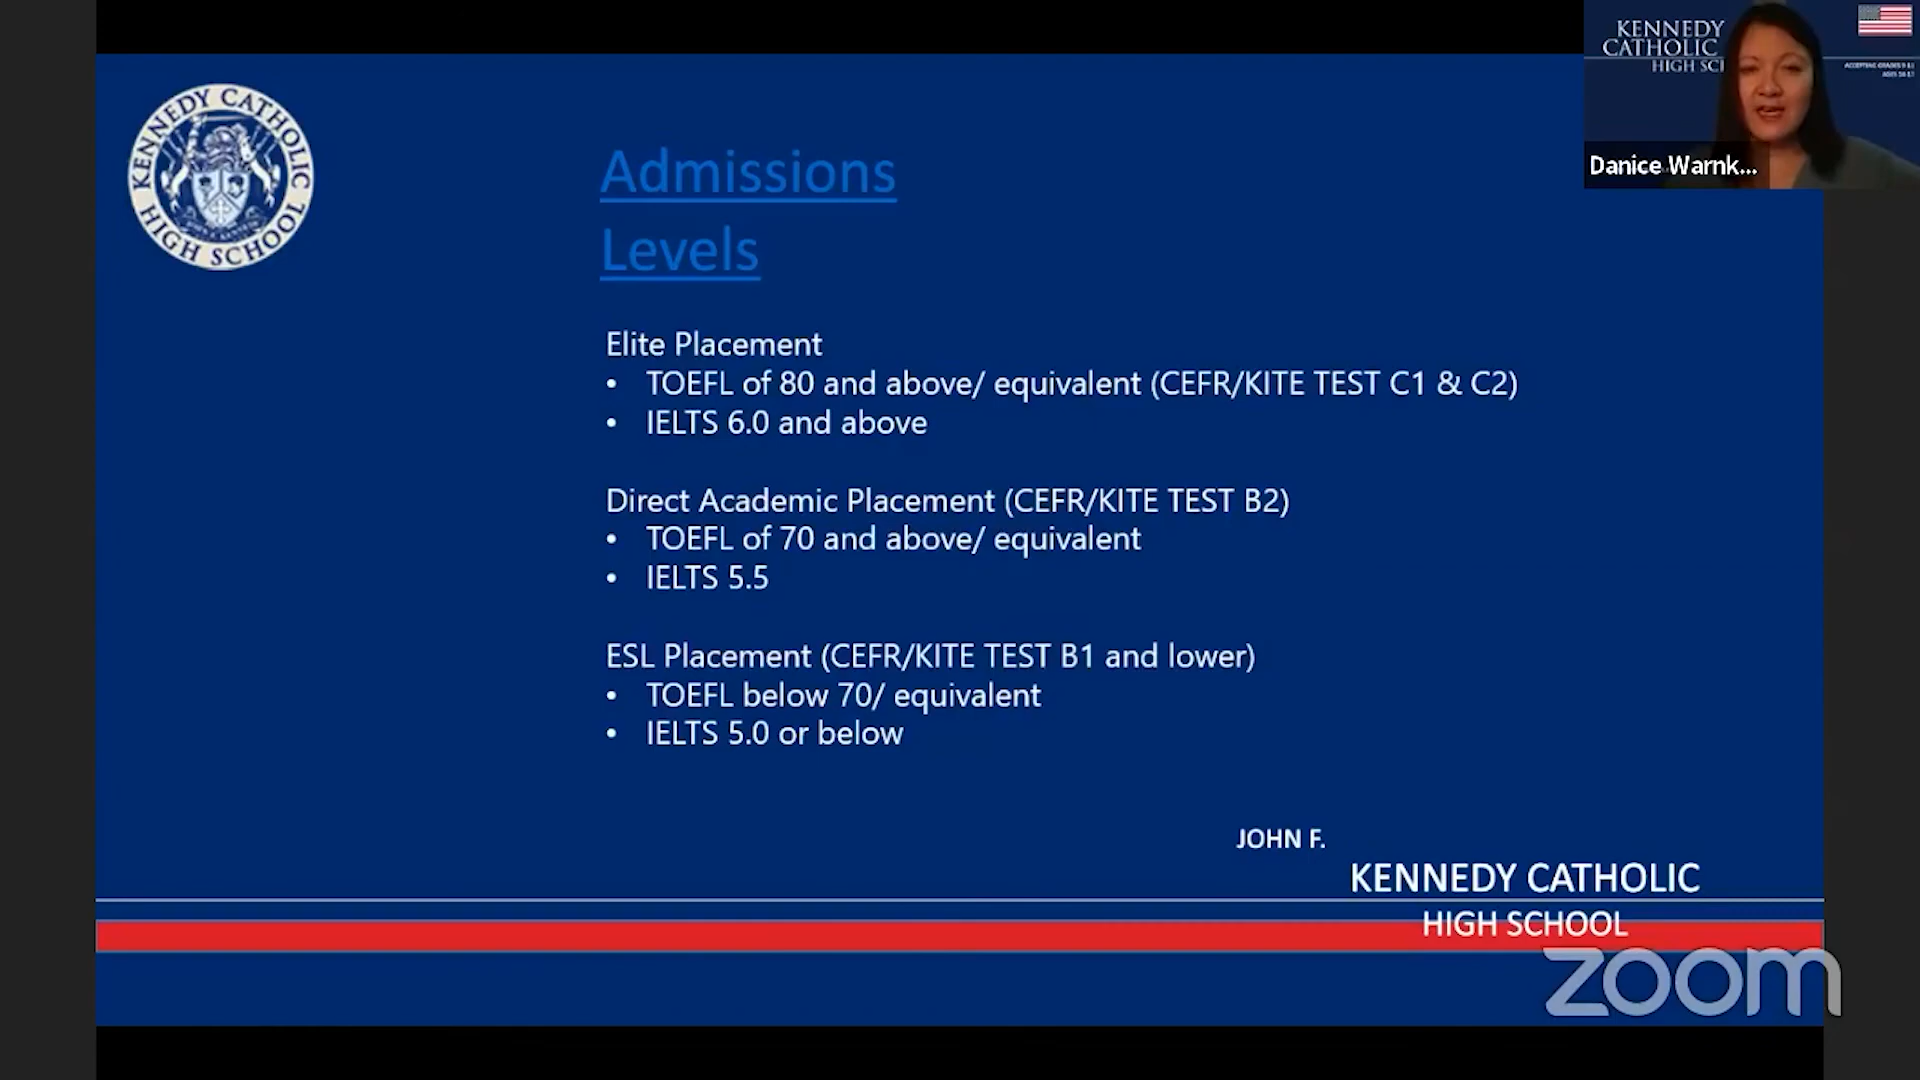 KENNEDY CATHOLIC
HIGH SCHOOL
Admissions
Levels
Elite Placement
• TOEFL of 80 and above/ equivalent (CEFR/KITE TEST C1 & C2)
• IELTS 6.0 and above
Direct Academic Placement (CEFR/KITE TEST B2)
• TOEFL of 70 and above/ equivalent
• IELTS 5.5
ESL Placement (CEFR/KITE TEST B1 and lower)
• TOEFL below 70/ equivalent
• IELTS 5.0 or below
JOHN F.
KENNEDY CATHOLIC
HIGH SCHOOL
zoom
KENNEDY
CATHOLIC
HIGH SCH
Danice Warnk...